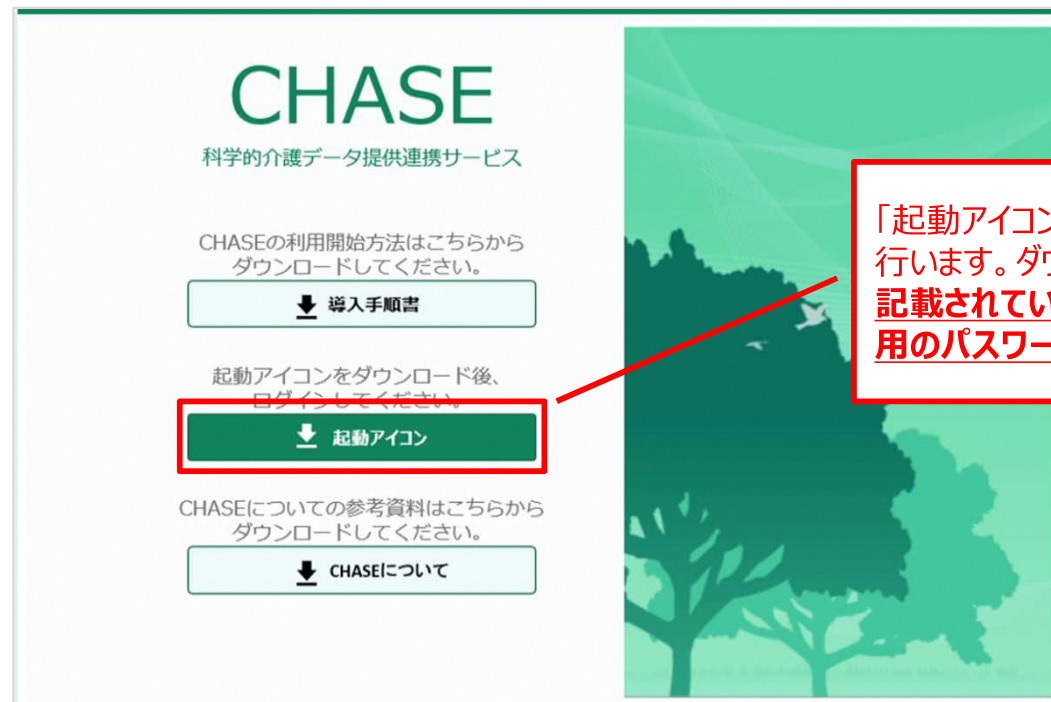 CHASE
科学的介護データ提供連携サービス
CHASEの利用開始方法はこちらから
ダウンロードしてください。
導入手順書
起動アイコンをダウンロード後、
ログインしてください。
起動アイコン
CHASEについての参考資料はこちらから
ダウンロードしてください。
CHASEについて
「起動アイコン
行います。ダウ
記載されてい
用のパスワー